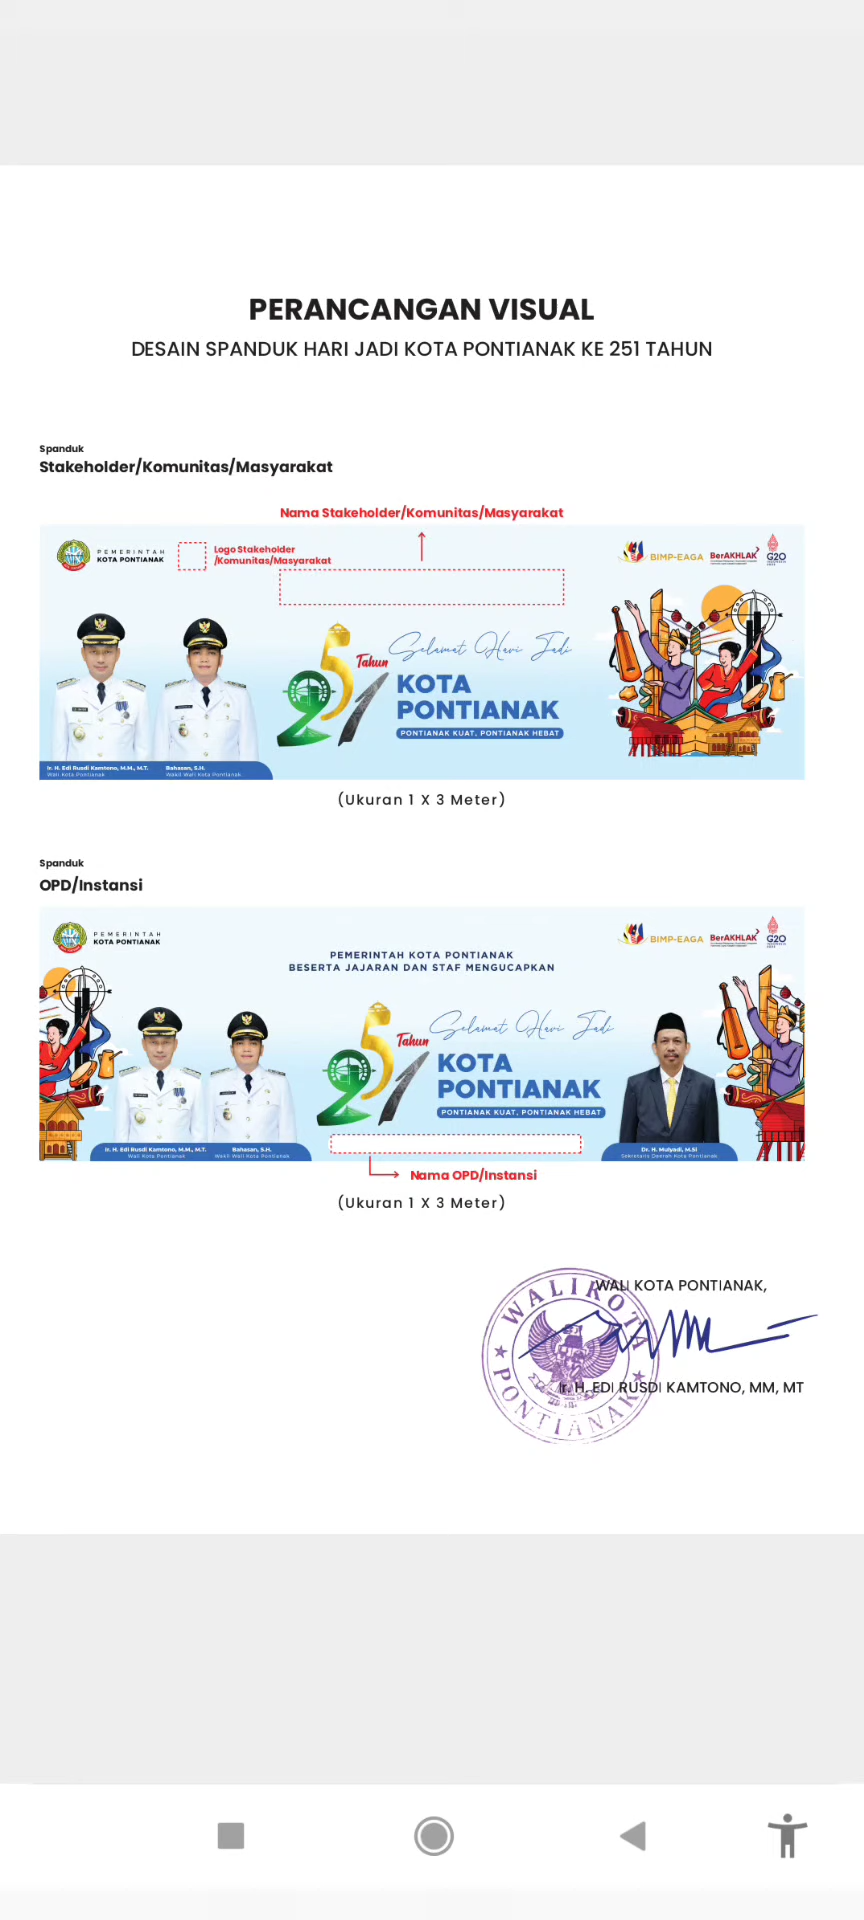 PERANCANGAN VISUAL
DESAIN SPANDUK HARI JADI KOTA PONTIANAK KE 251 TAHUN
Spanduk
Stakeholder/Komunitas/Masyarakat
Nama Stakeholder/Komunitas/Masyarakat
PEMERINTAH
KOTA PONTIANAK
Logo Stakeholder
/Komunitas/Masyarakat
BIMP-EAGA
BerAKHLAK
G20
251
Tahun
Selamat Hari Jadi
KOTA
PONTIANAK
PONTIANAK KUAT, PONTIANAK HEBAT
Ir. H. Edi Rusdi Kamtono, M.M., M.T.
Wali Kota Pontianak
Bahasan, S.H.
Wakil Wali Kota Pontianak
(Ukuran 1 X 3 Meter)
Spanduk
OPD/Instansi
PEMERINTAH
KOTA PONTIANAK
PEMERINTAH KOTA PONTIANAK
BESERTA JAJARAN DAN STAF MENGUCAPKAN
BIMP-EAGA
BerAKHLAK
G20
251
Tahun
Selamat Hari Jadi
KOTA
PONTIANAK
PONTIANAK KUAT, PONTIANAK HEBAT
Ir. H. Edi Rusdi Kamtono, M.M., M.T.
Wali Kota Pontianak
Bahasan, S.H.
Wakil Wali Kota Pontianak
Dr. H. Mulyadi, M.Si
Sekretaris Daerah Kota Pontianak
Nama OPD/Instansi
(Ukuran 1 X 3 Meter)
WALI KOTA PONTIANAK,
WALIKOTA
PONTIANAK
Ir. H. EDI RUSDI KAMTONO, MM, MT